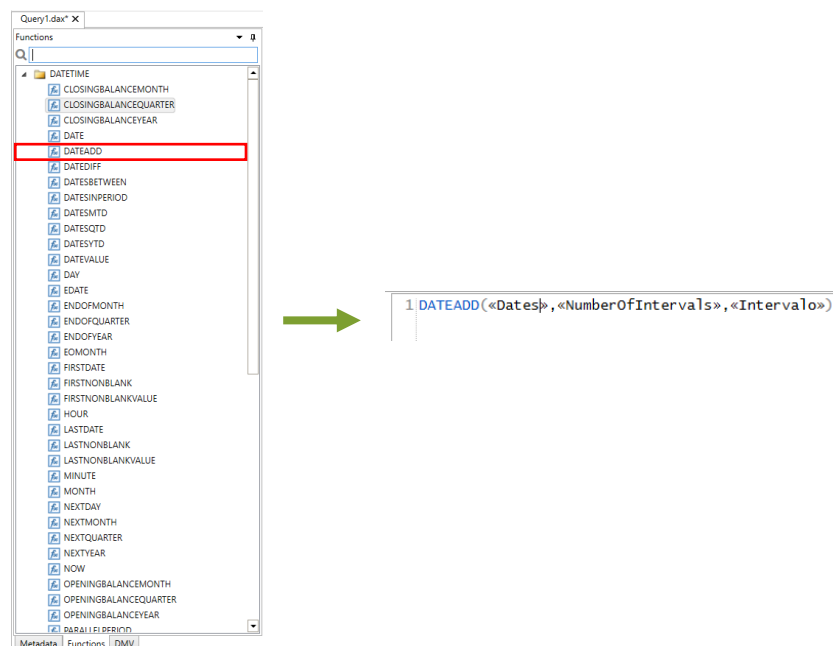 Query1.dax* X
Functions
DATETIME
CLOSINGBALANCEMONTH
CLOSINGBALANCEQUARTER
CLOSINGBALANCEYEAR
DATE
DATEADD
DATEDIFF
DATESBETWEEN
DATESINPERIOD
DATESMTD
DATESQTD
DATESYTD
DATEVALUE
DAY
EDATE
ENDOFMONTH
ENDOFQUARTER
ENDOFYEAR
EOMONTH
FIRSTDATE
FIRSTNONBLANK
FIRSTNONBLANKVALUE
HOUR
LASTDATE
LASTNONBLANK
LASTNONBLANKVALUE
MINUTE
MONTH
NEXTDAY
NEXTMONTH
NEXTQUARTER
NEXTYEAR
NOW
OPENINGBALANCEMONTH
OPENINGBALANCEQUARTER
OPENINGBALANCEYEAR
PARALLELPERIOD
Metadata Functions DMV
1 DATEADD(«Dates»,«NumberOfIntervals»,«Intervalo»)